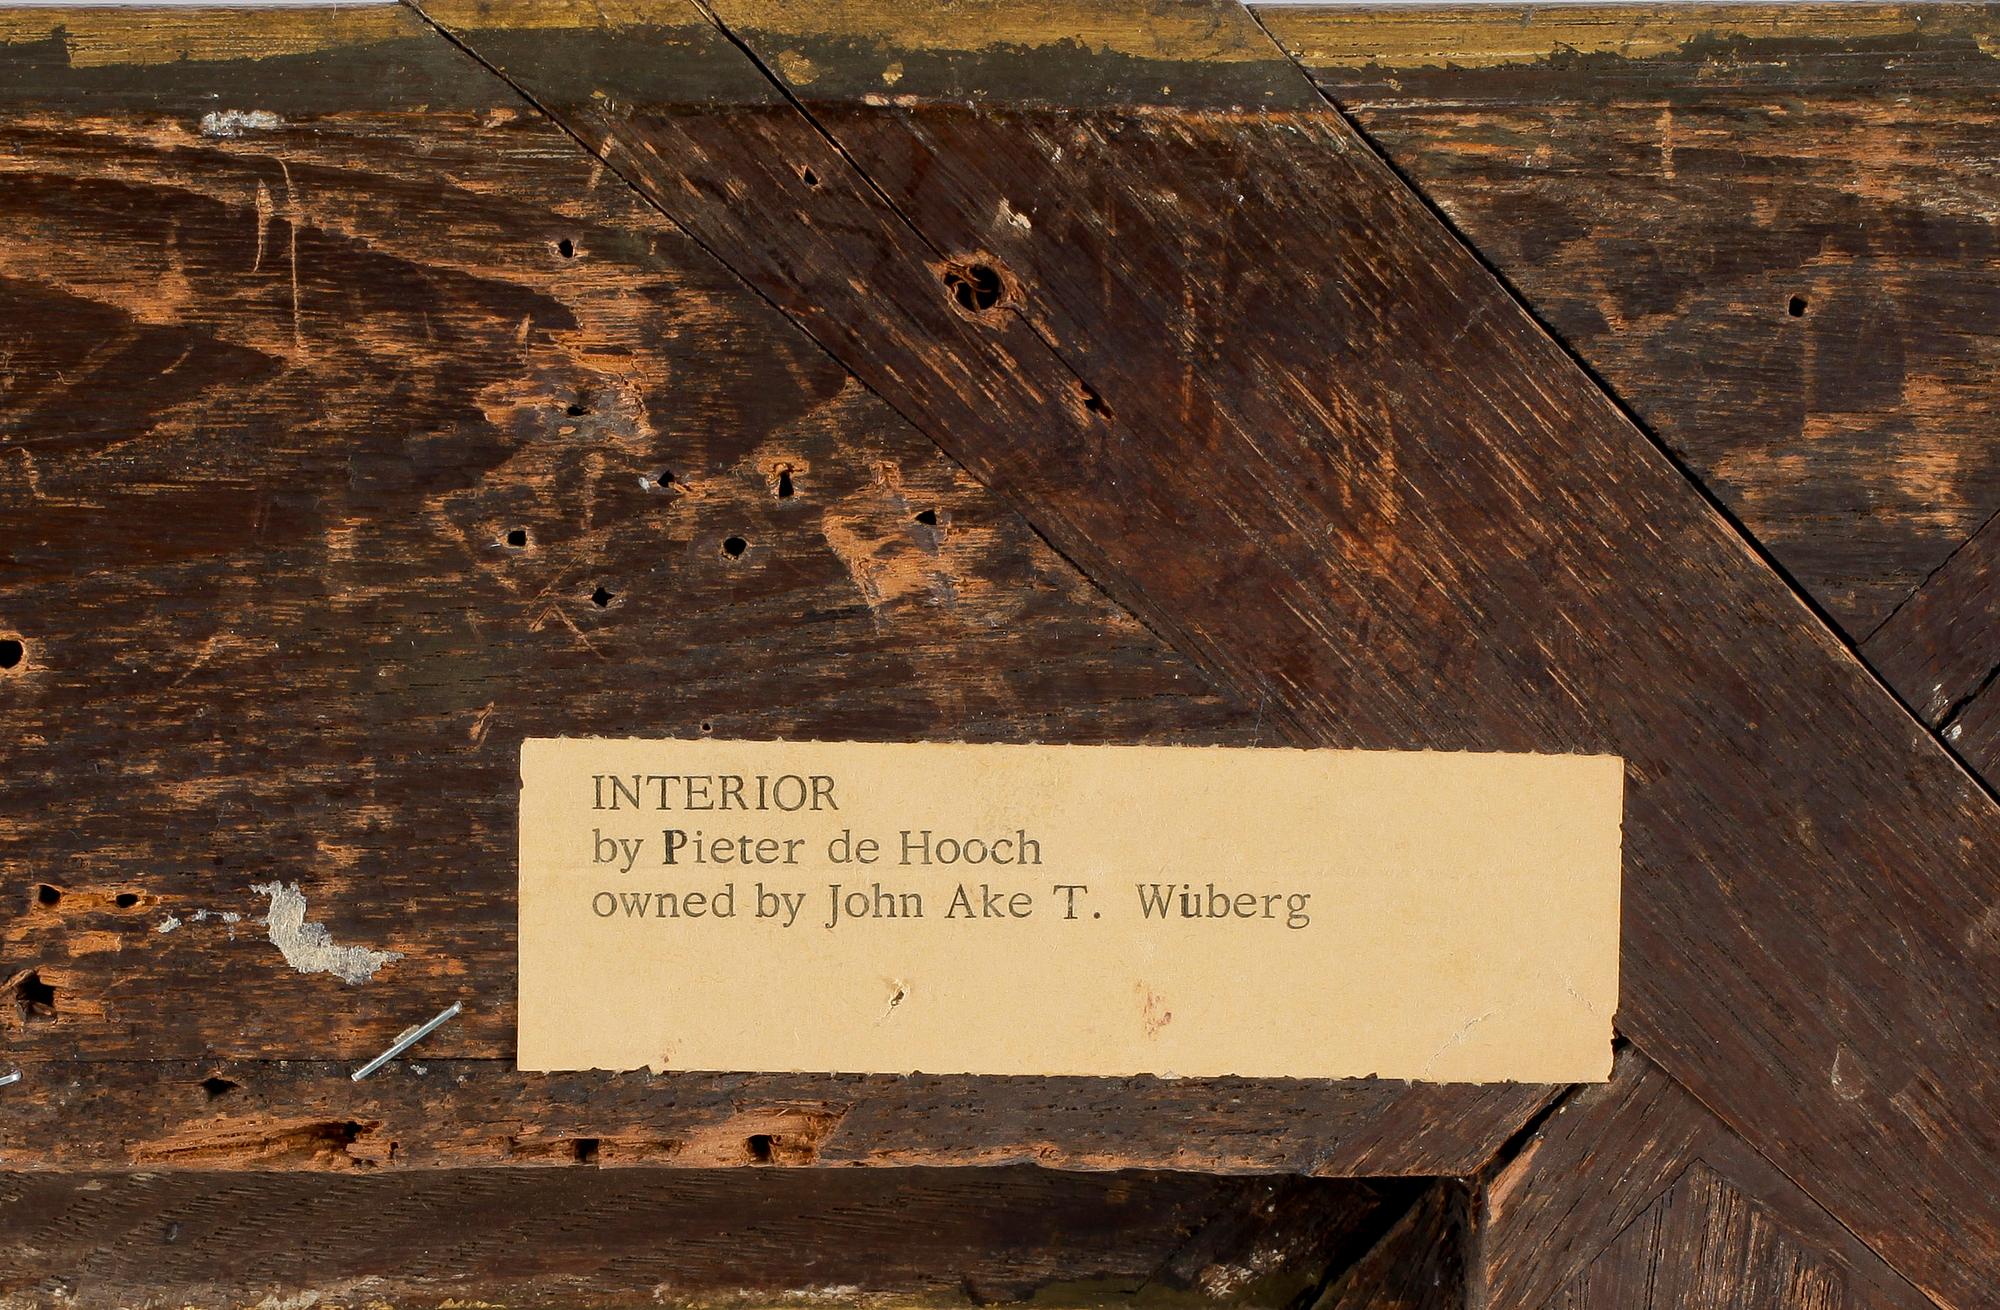 INTERIOR
by Pieter de Hooch
owned by John Ake T. Wiberg